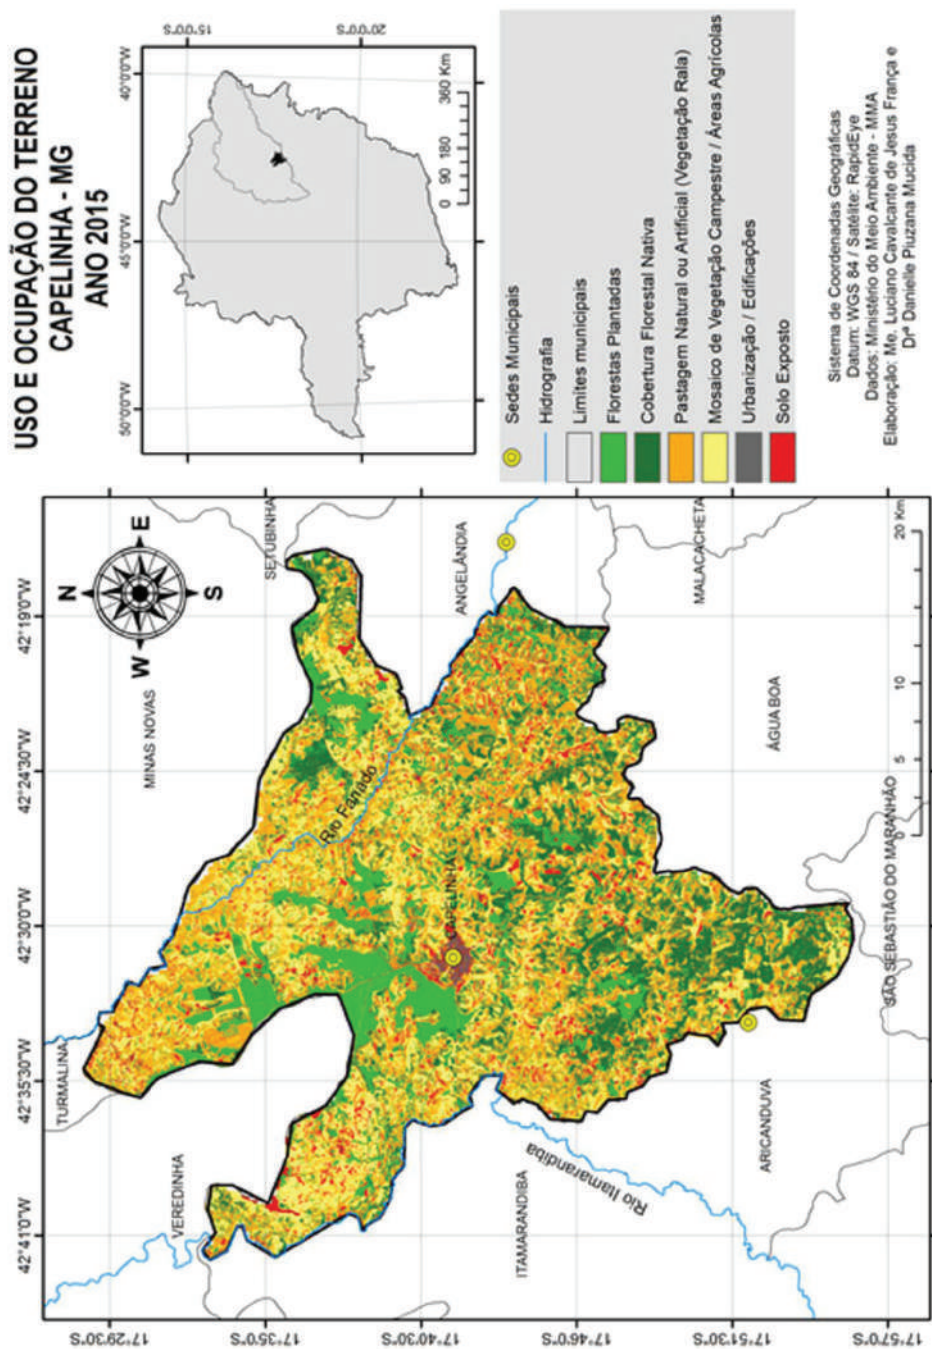 USO E OCUPAÇÃO DO TERRENO
CAPELINHA - MG
ANO 2015
50°0'0"W
45°0'0"W
40°0'0"W
15°0'0"S
20°0'0"S
0 90 180 360 Km
Sedes Municipais
Hidrografia
Limites municipais
Florestas Plantadas
Cobertura Florestal Nativa
Pastagem Natural ou Artificial (Vegetação Rala)
Mosaico de Vegetação Campestre / Áreas Agrícolas
Urbanização / Edificações
Solo Exposto
Sistema de Coordenadas Geográficas
Datum: WGS 84 / Satélite: RapidEye
Dados: Ministério do Meio Ambiente - MMA
Elaboração: Me. Luciano Cavalcante de Jesus França e
Drª Danielle Piuzana Mucida
42°41'0"W
42°35'30"W
42°30'0"W
42°24'30"W
42°19'0"W
17°29'30"S
17°35'0"S
17°40'30"S
17°46'0"S
17°51'30"S
17°57'0"S
N
W
E
S
TURMALINA
MINAS NOVAS
VEREDINHA
SETUBINHA
Rio Fanado
ANGELÂNDIA
CAPELINHA
ITAMARANDIBA
Rio Itamarandiba
MALACACHETA
ARICANDUVA
ÁGUA BOA
SÃO SEBASTIÃO DO MARANHÃO
0 5 10 20 Km